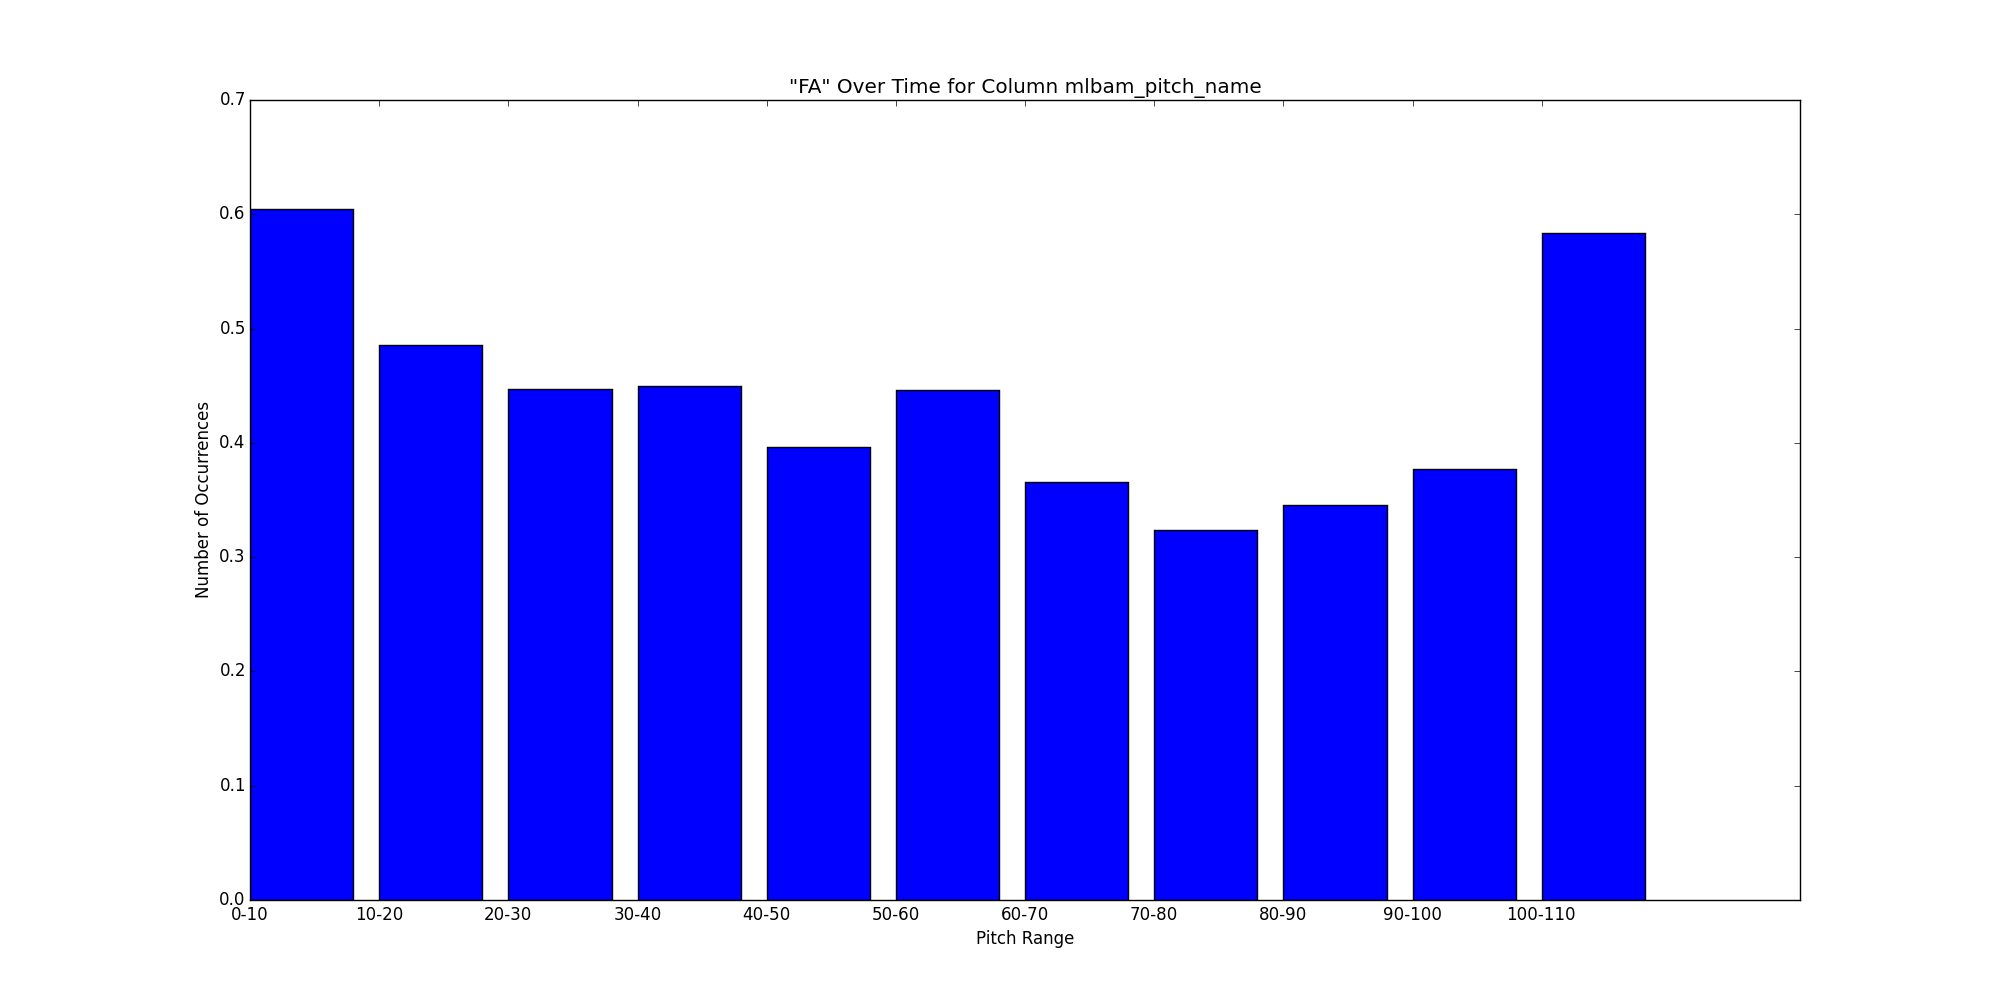 "FA" Over Time for Column mlbam_pitch_name
0.7
0.6
0.5
0.4
0.3
0.2
0.1
0.0
Number of Occurrences
0-10 10-20 20-30 30-40 40-50 50-60 60-70 70-80 80-90 90-100 100-110
Pitch Range